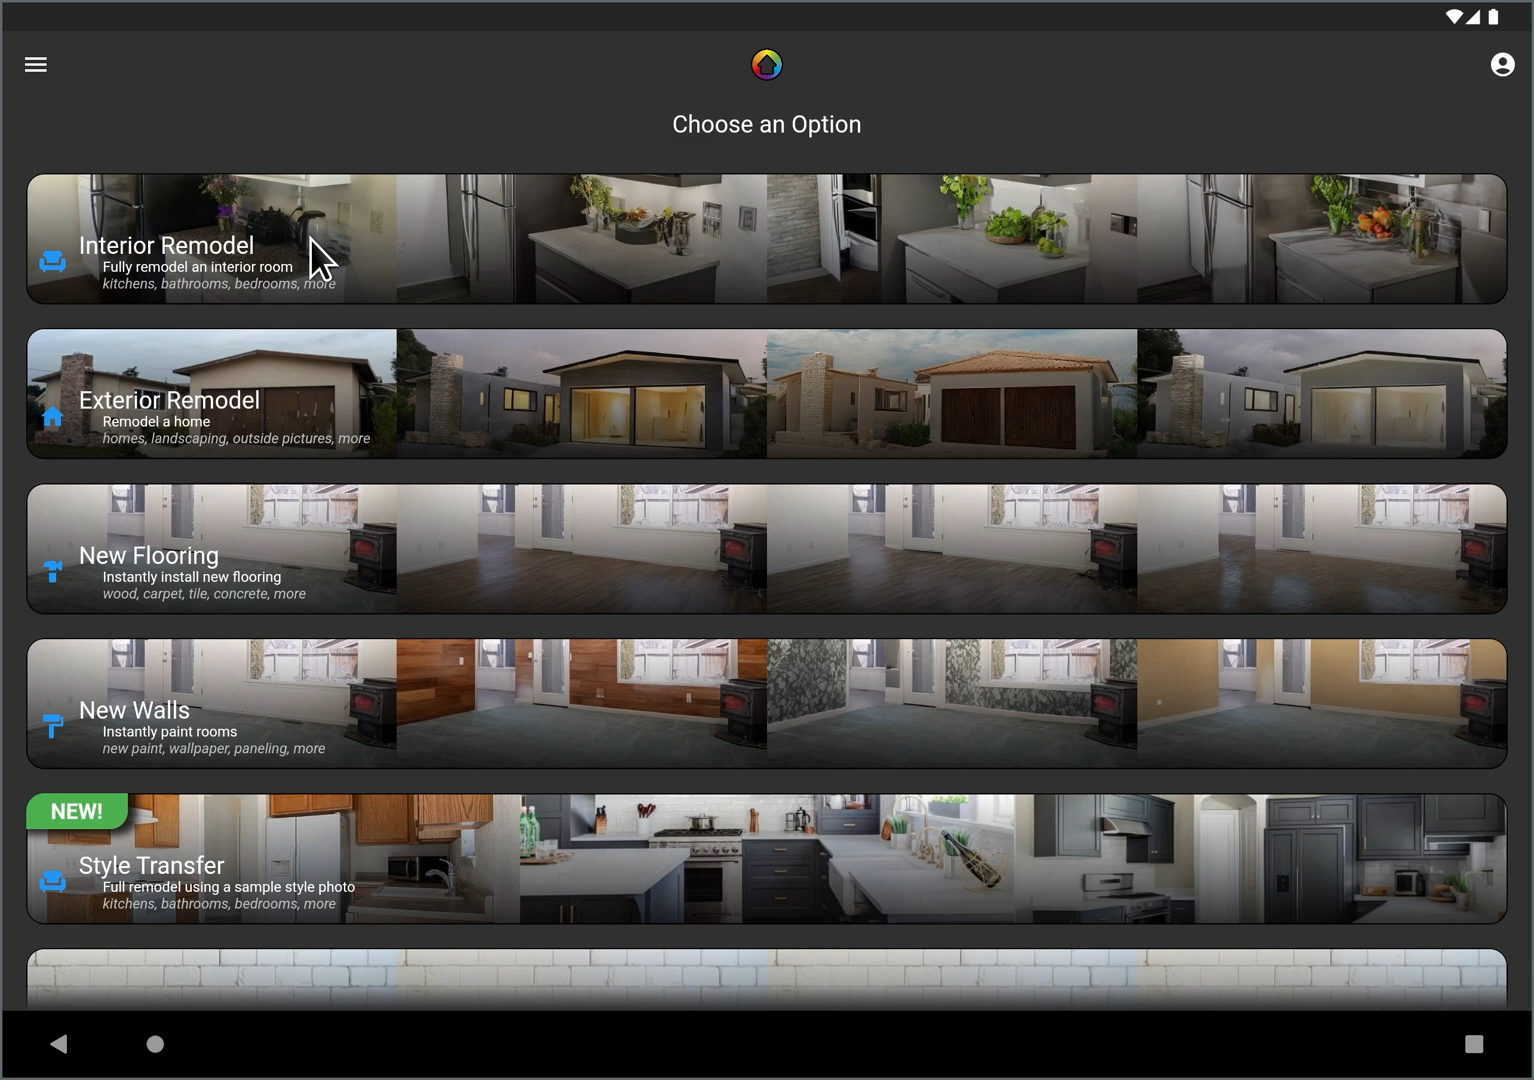 Choose an Option
Interior Remodel
Fully remodel an interior room
kitchens, bathrooms, bedrooms, more
Exterior Remodel
Remodel a home
homes, landscaping, outside pictures, more
New Flooring
Instantly install new flooring
wood, carpet, tile, concrete, more
New Walls
Instantly paint rooms
new paint, wallpaper, paneling, more
NEW!
Style Transfer
Full remodel using a sample style photo
kitchens, bathrooms, bedrooms, more